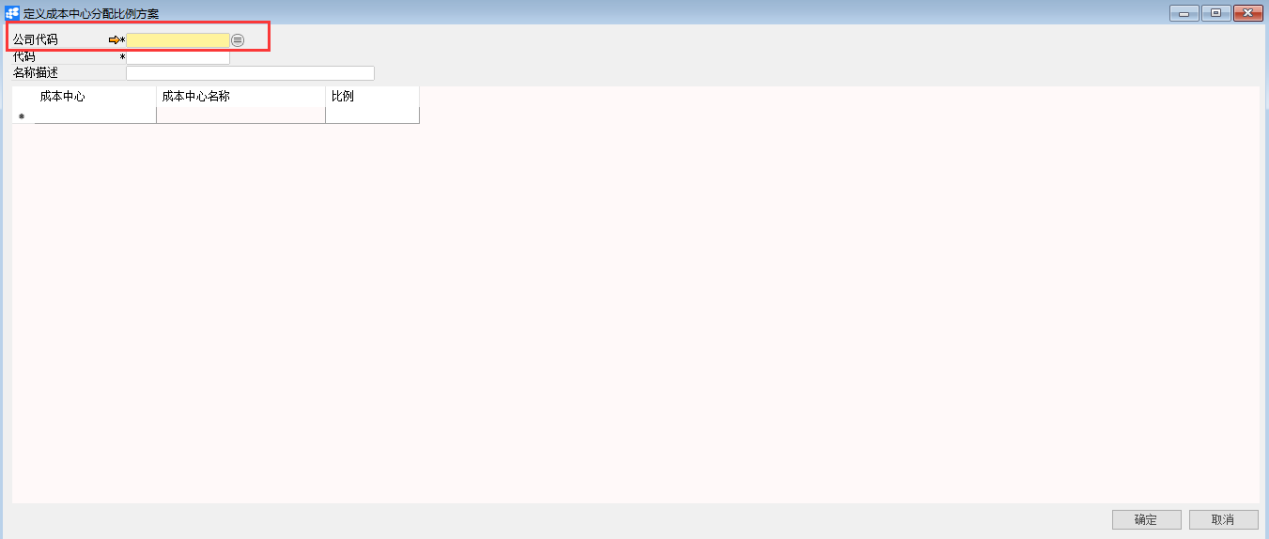 定义成本中心分配比例方案
公司代码 *
代码 *
名称描述
成本中心 成本中心名称 比例
确定 取消